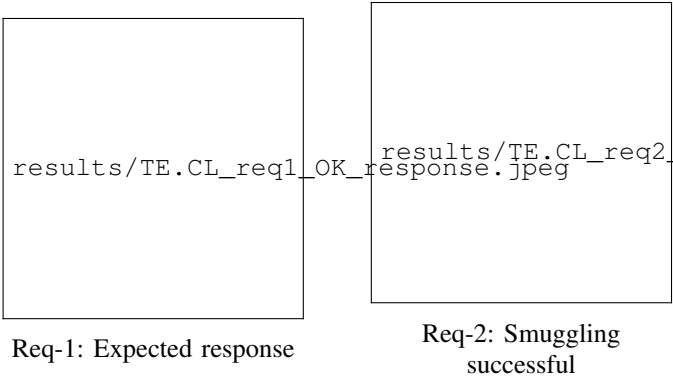 results/TE.CL_req1_OK_response.jpeg
results/TE.CL_req2_
Req-1: Expected response
Req-2: Smuggling
successful